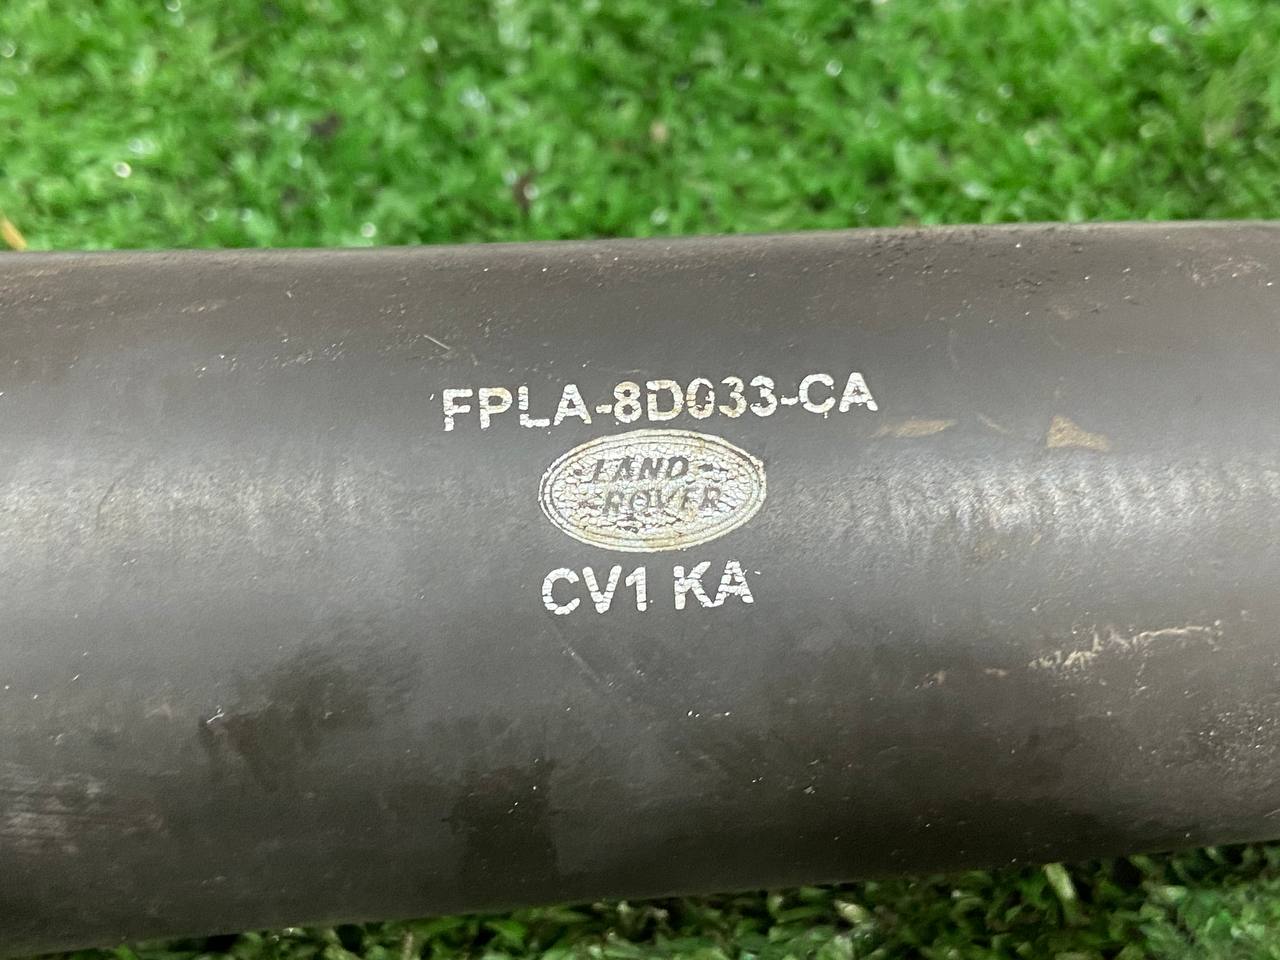 FPLA-8D033-CA
LAND
ROVER
CV1 KA